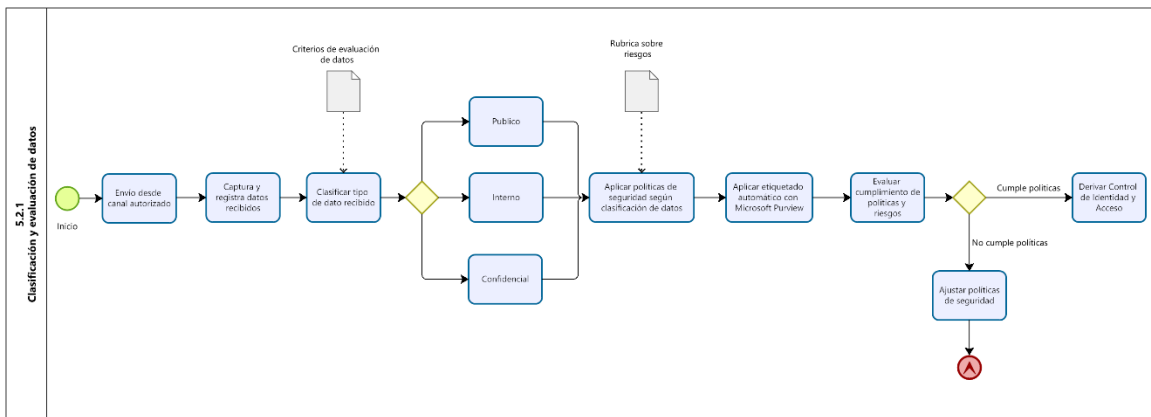 5.2.1
Clasificación y evaluación de datos
Inicio
Envío desde
canal autorizado
Captura y
registra datos
recibidos
Criterios de evaluación
de datos
Clasificar tipo
de dato recibido
Publico
Interno
Confidencial
Rubrica sobre
riesgos
Aplicar políticas de
seguridad según
clasificación de datos
Aplicar etiquetado
automático con
Microsoft Purview
Evaluar
cumplimiento de
políticas y
riesgos
Cumple políticas
Derivar Control
de Identidad y
Acceso
No cumple políticas
Ajustar políticas
de seguridad